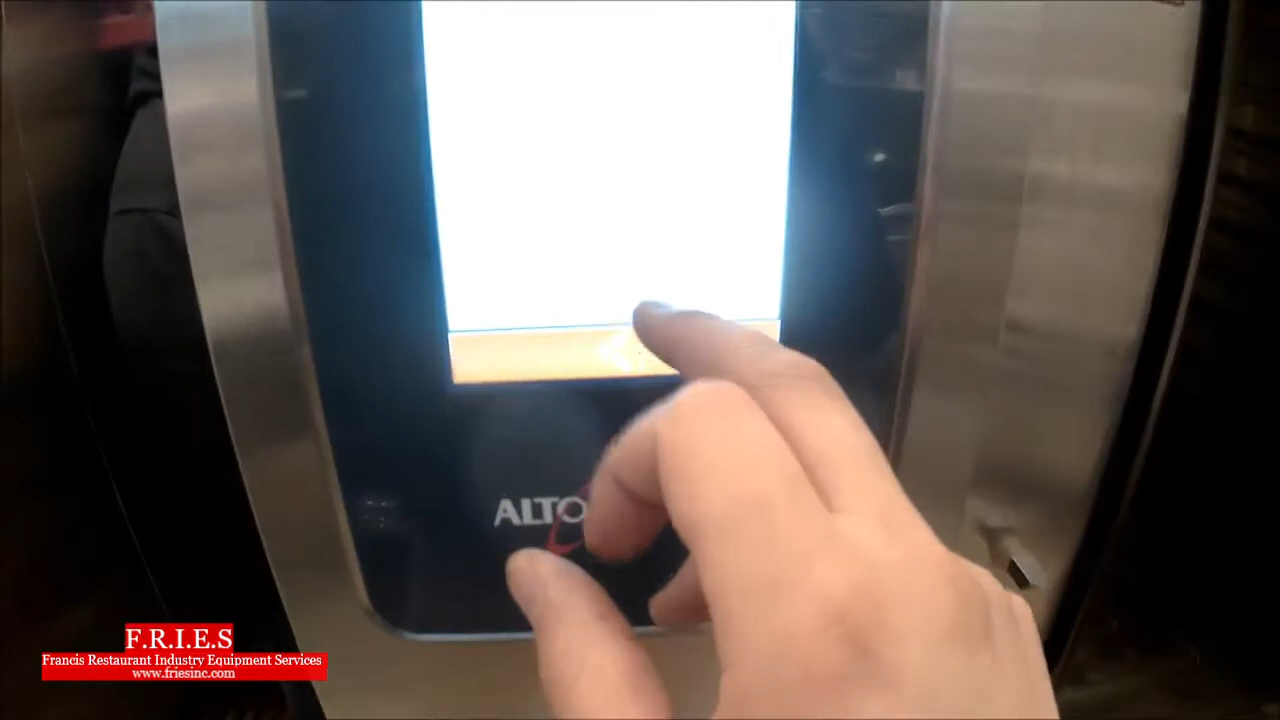 ALTO
F.R.I.E.S
Francis Restaurant Industry Equipment Services
www.friesinc.com